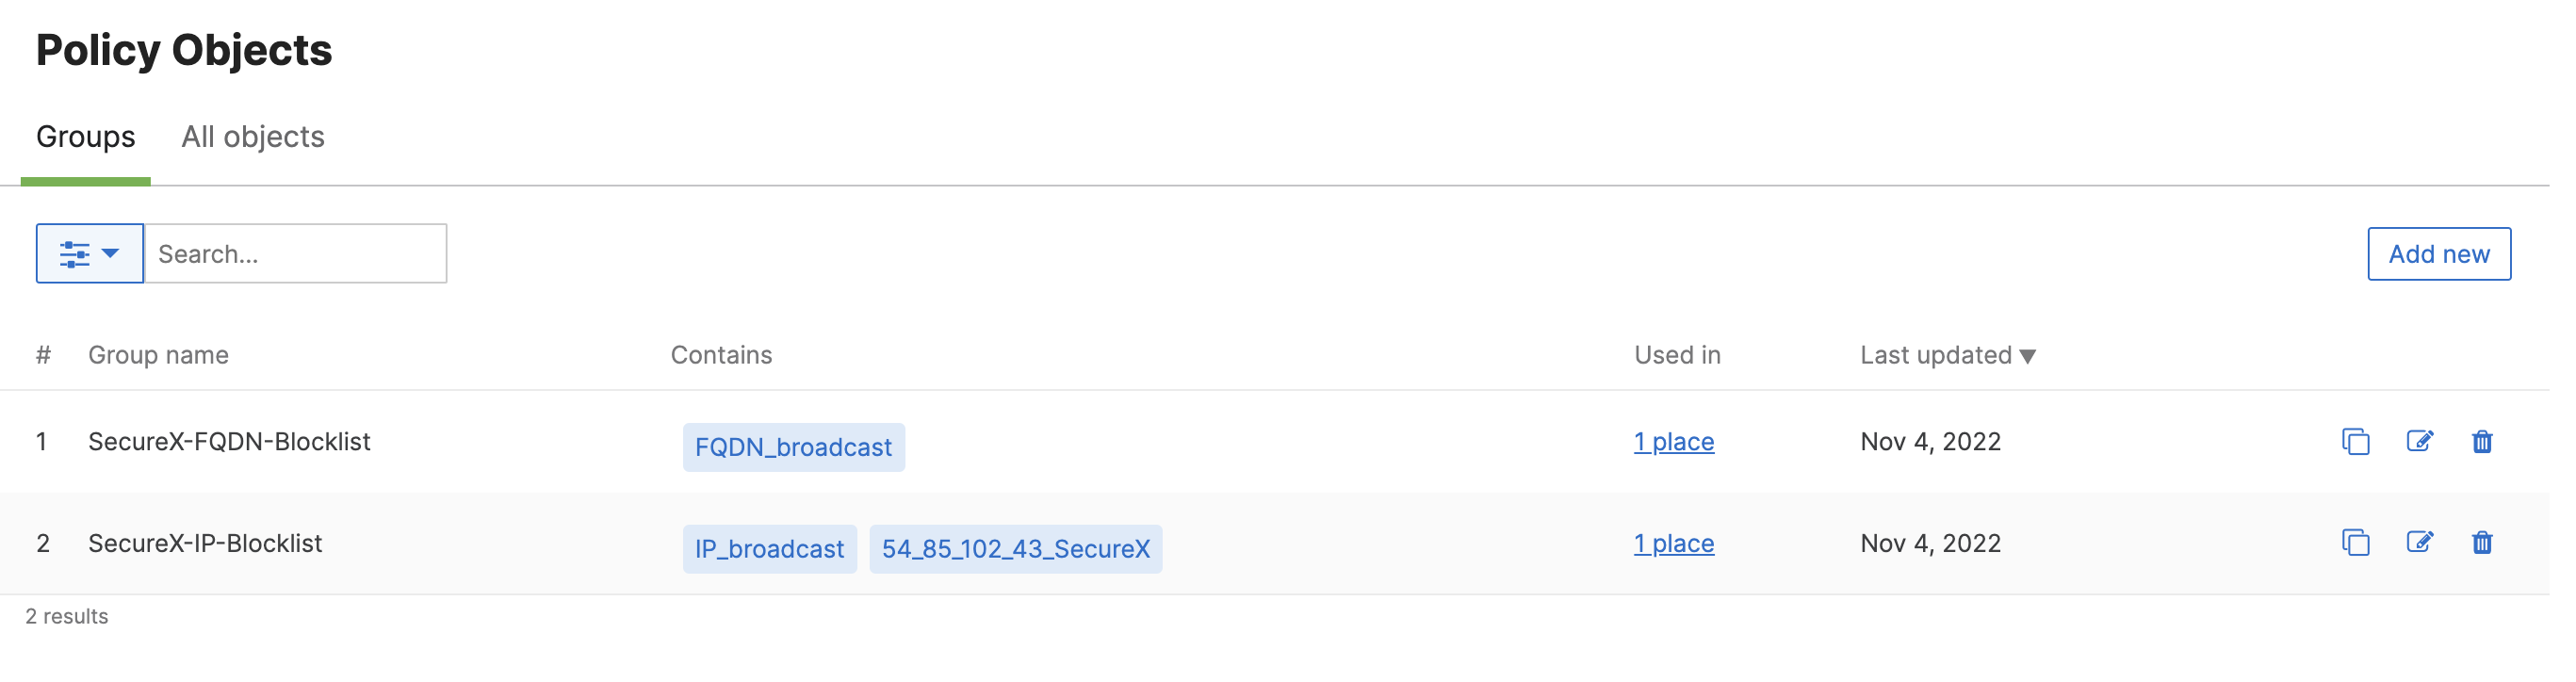 Policy Objects
Groups All objects
Search... Add new
# Group name Contains Used in Last updated ▼
1 SecureX-FQDN-Blocklist FQDN_broadcast 1 place Nov 4, 2022
2 SecureX-IP-Blocklist IP_broadcast 54_85_102_43_SecureX 1 place Nov 4, 2022
2 results